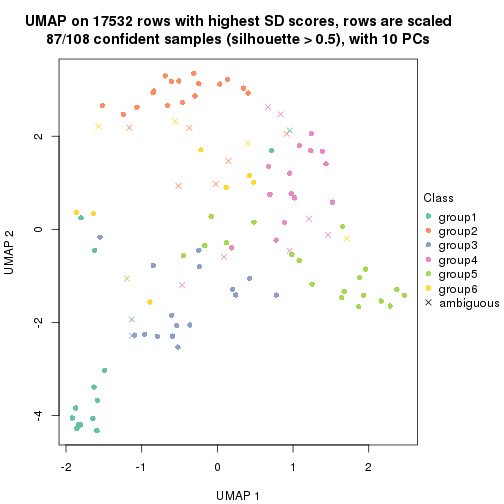 UMAP on 17532 rows with highest SD scores, rows are scaled
87/108 confident samples (silhouette > 0.5), with 10 PCs
UMAP 2
2
0
-2
-4
-2
-1
0
1
2
UMAP 1
Class
group1
group2
group3
group4
group5
group6
ambiguous